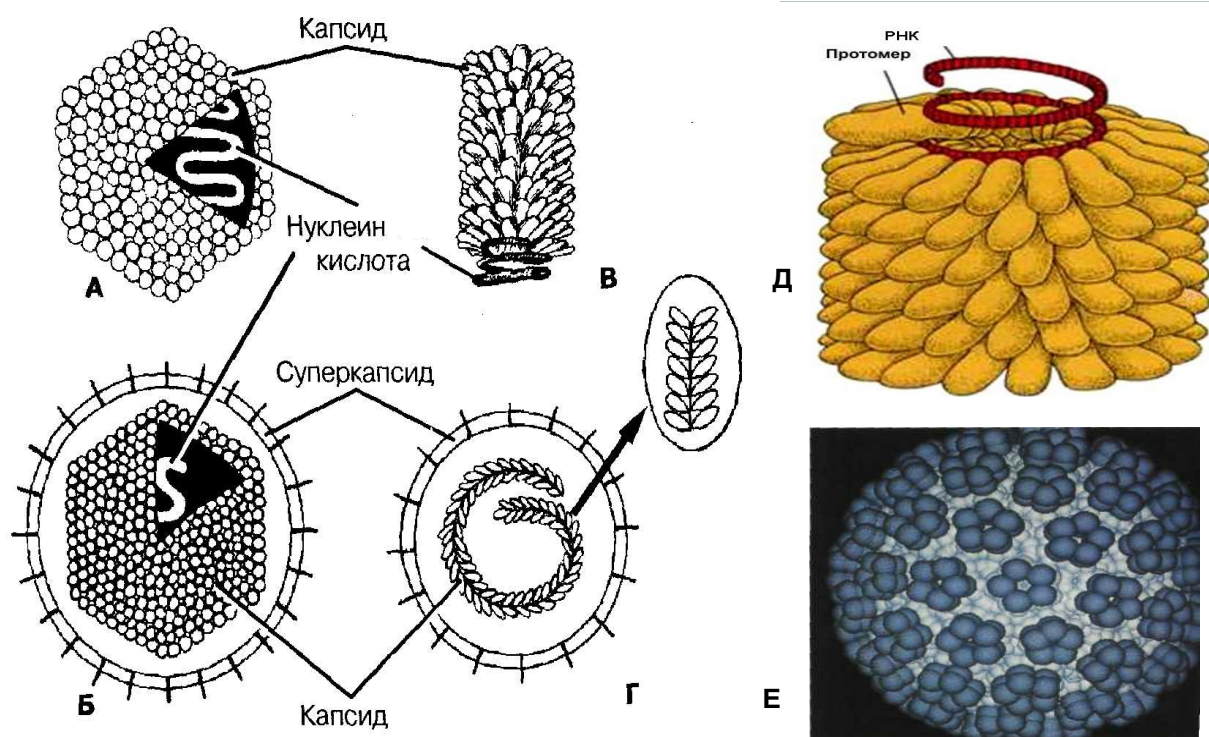 Капсид
РНК
Протомер
Нуклеин
кислота
А
В
Д
Суперкапсид
Б
Капсид
Г
Е